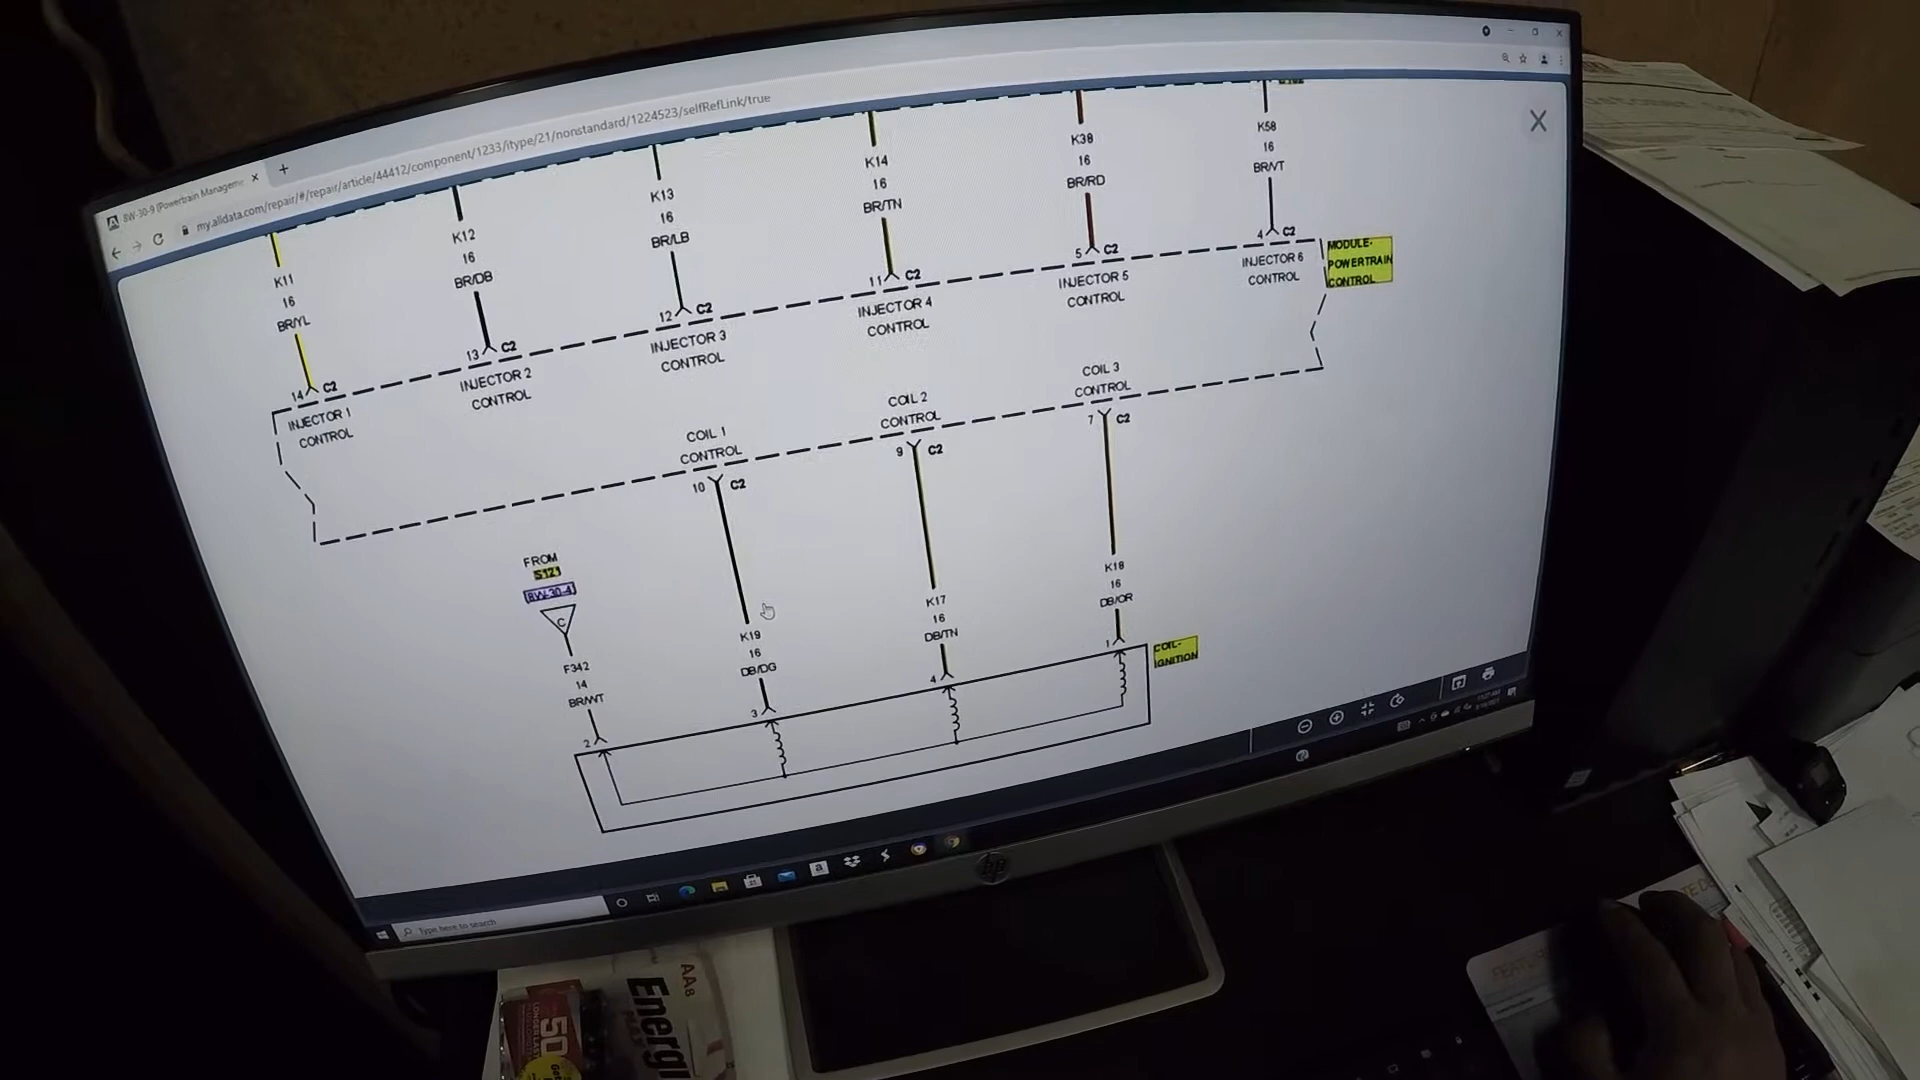 BW-30-9 (Powertrain Manageme
my.alldata.com/repair/#/repair/article/44412/component/1233/itype/21/nonstandard/1224523/selfRefLink/true
K11
16
BR/YL
14 C2
INJECTOR 1
CONTROL
K12
16
BR/DB
13 C2
INJECTOR 2
CONTROL
K13
16
BR/LB
12 C2
INJECTOR 3
CONTROL
K14
16
BR/TN
11 C2
INJECTOR 4
CONTROL
K38
16
BR/RD
5 C2
INJECTOR 5
CONTROL
K58
16
BR/VT
4 C2
INJECTOR 6
CONTROL
MODULE-
POWERTRAIN
CONTROL
COIL 1
CONTROL
10 C2
COIL 2
CONTROL
9 C2
COIL 3
CONTROL
7 C2
FROM
S121
BW-30-4
C
F342
14
BR/WT
2
K19
16
DB/DG
3
K17
16
DB/TN
4
K18
16
DB/OR
1
COIL-
IGNITION
Type here to search
hp
AA8
Energi
50